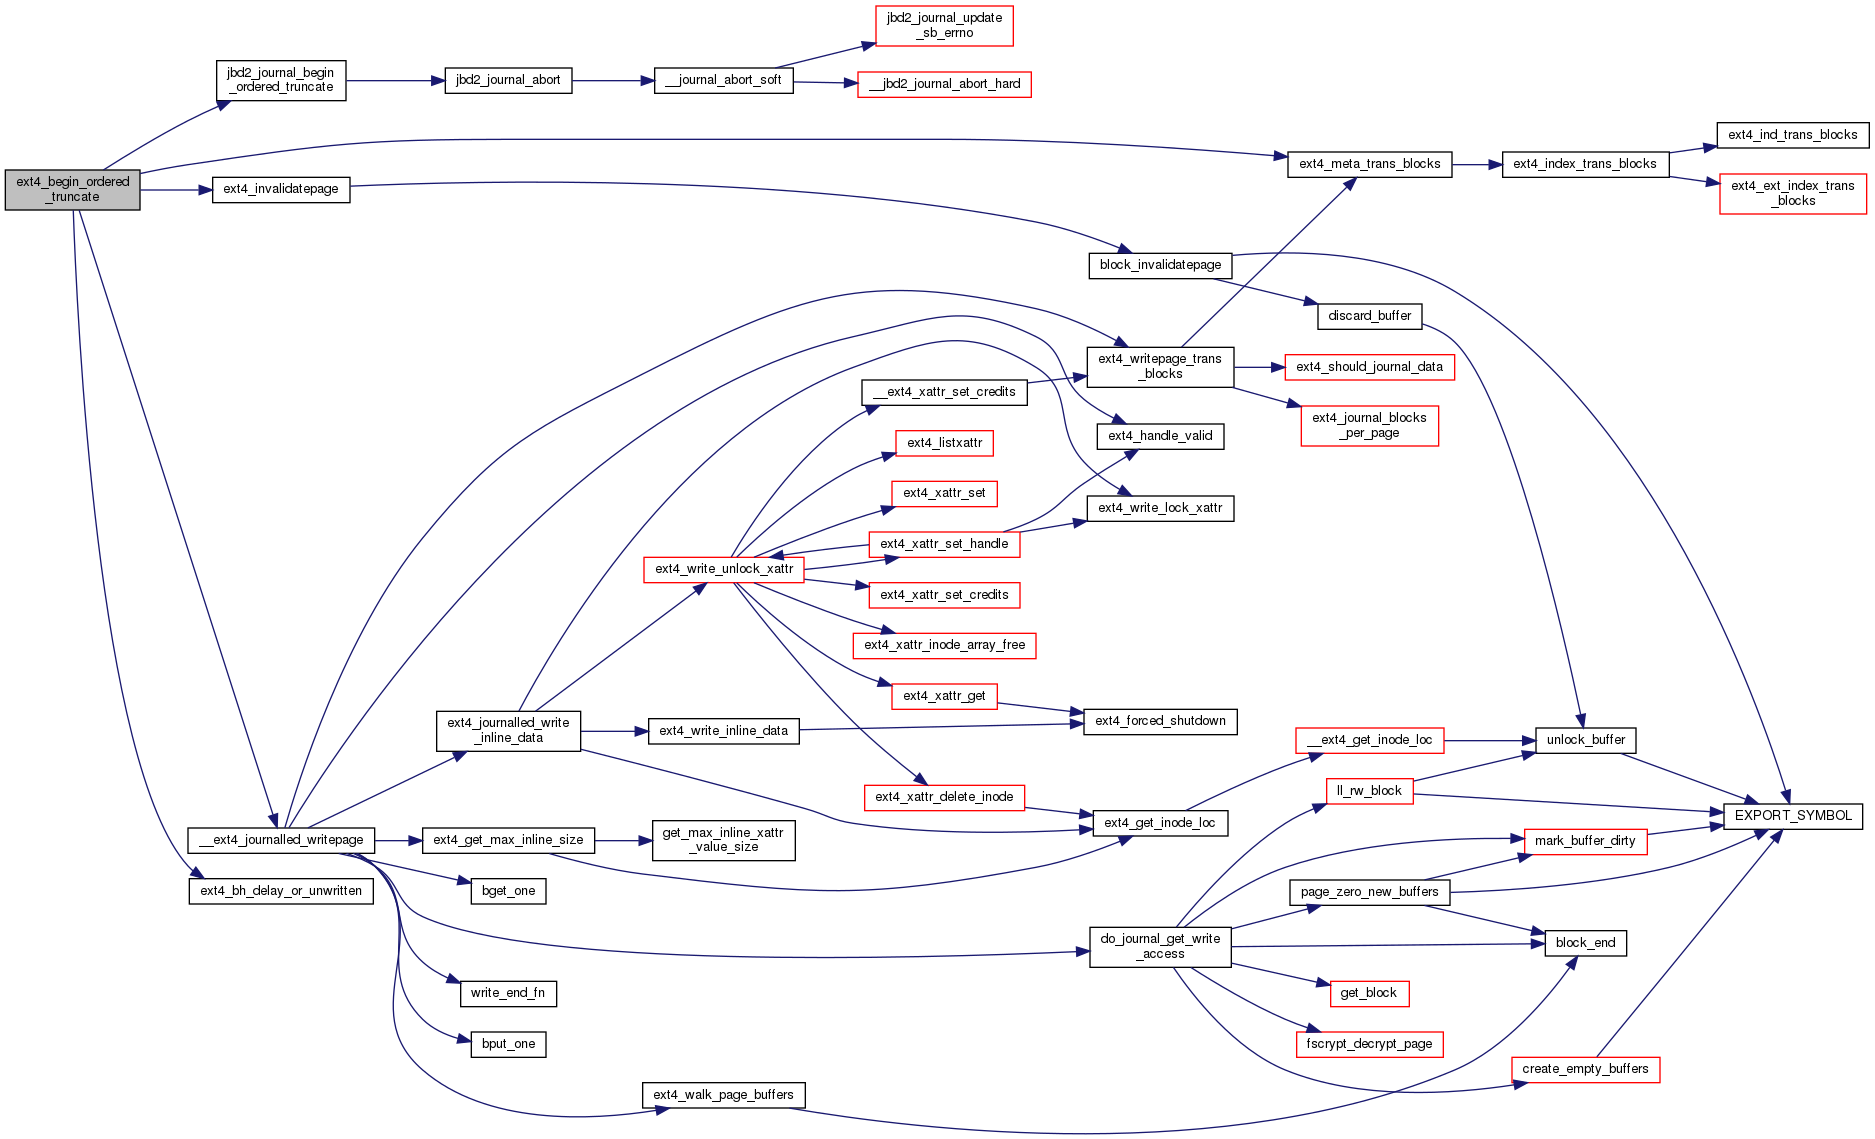 jbd2_journal_update
_sb_errno
jbd2_journal_begin
_ordered_truncate
jbd2_journal_abort
__journal_abort_soft
__jbd2_journal_abort_hard
ext4_ind_trans_blocks
ext4_meta_trans_blocks
ext4_index_trans_blocks
ext4_begin_ordered
_truncate
ext4_invalidatepage
ext4_ext_index_trans
_blocks
block_invalidatepage
discard_buffer
ext4_writepage_trans
_blocks
ext4_should_journal_data
__ext4_xattr_set_credits
ext4_journal_blocks
_per_page
ext4_listxattr
ext4_handle_valid
ext4_xattr_set
ext4_write_lock_xattr
ext4_xattr_set_handle
ext4_write_unlock_xattr
ext4_xattr_set_credits
ext4_xattr_inode_array_free
ext4_xattr_get
ext4_journalled_write
_inline_data
ext4_write_inline_data
ext4_forced_shutdown
__ext4_get_inode_loc
unlock_buffer
ll_rw_block
ext4_xattr_delete_inode
ext4_get_inode_loc
EXPORT_SYMBOL
__ext4_journalled_writepage
ext4_get_max_inline_size
get_max_inline_xattr
_value_size
mark_buffer_dirty
ext4_bh_delay_or_unwritten
bget_one
page_zero_new_buffers
do_journal_get_write
_access
block_end
write_end_fn
get_block
bput_one
fscrypt_decrypt_page
create_empty_buffers
ext4_walk_page_buffers